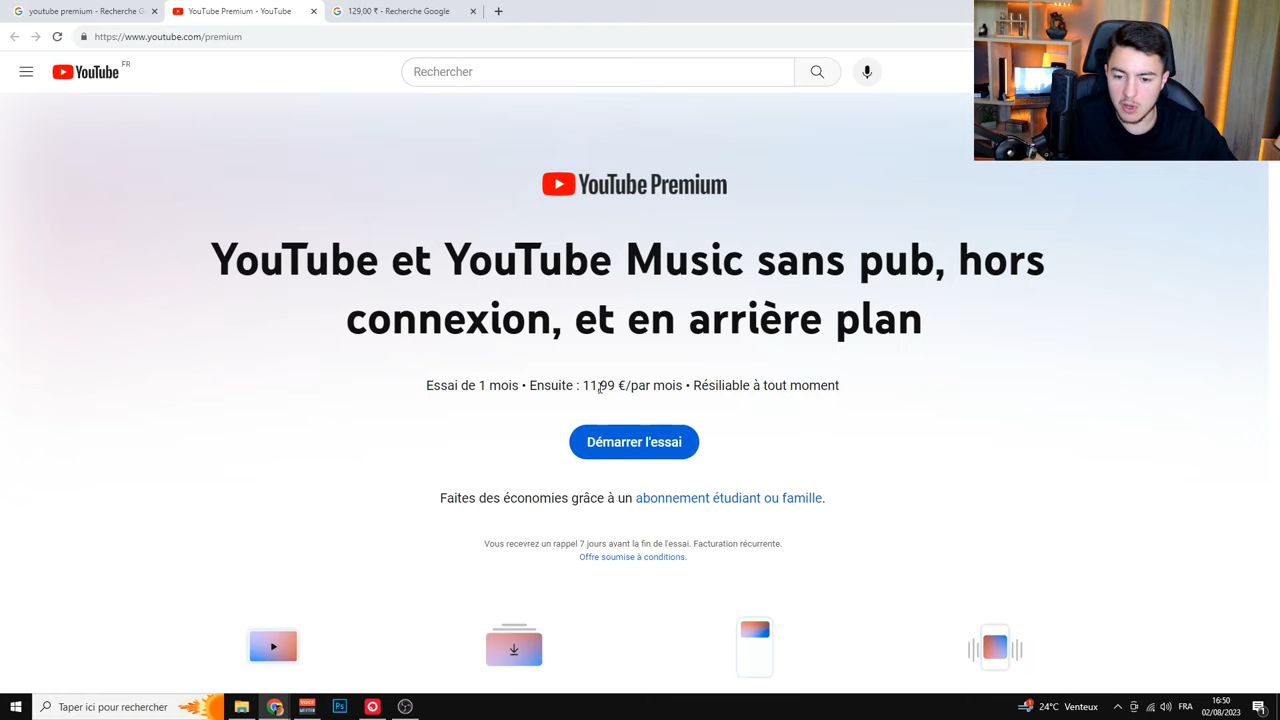 youtube premium - Recherche G
YouTube Premium - YouTube
129,00 ₹ - Recherche Google
https://www.youtube.com/premium
YouTube FR
Rechercher
YouTube Premium
YouTube et YouTube Music sans pub, hors
connexion, et en arrière plan
Essai de 1 mois • Ensuite : 11,99 €/par mois • Résiliable à tout moment
Démarrer l'essai
Faites des économies grâce à un abonnement étudiant ou famille.
Vous recevrez un rappel 7 jours avant la fin de l'essai. Facturation récurrente.
Offre soumise à conditions.
Taper ici pour rechercher
Ps
24°C Venteux
FRA
16:50
02/08/2023